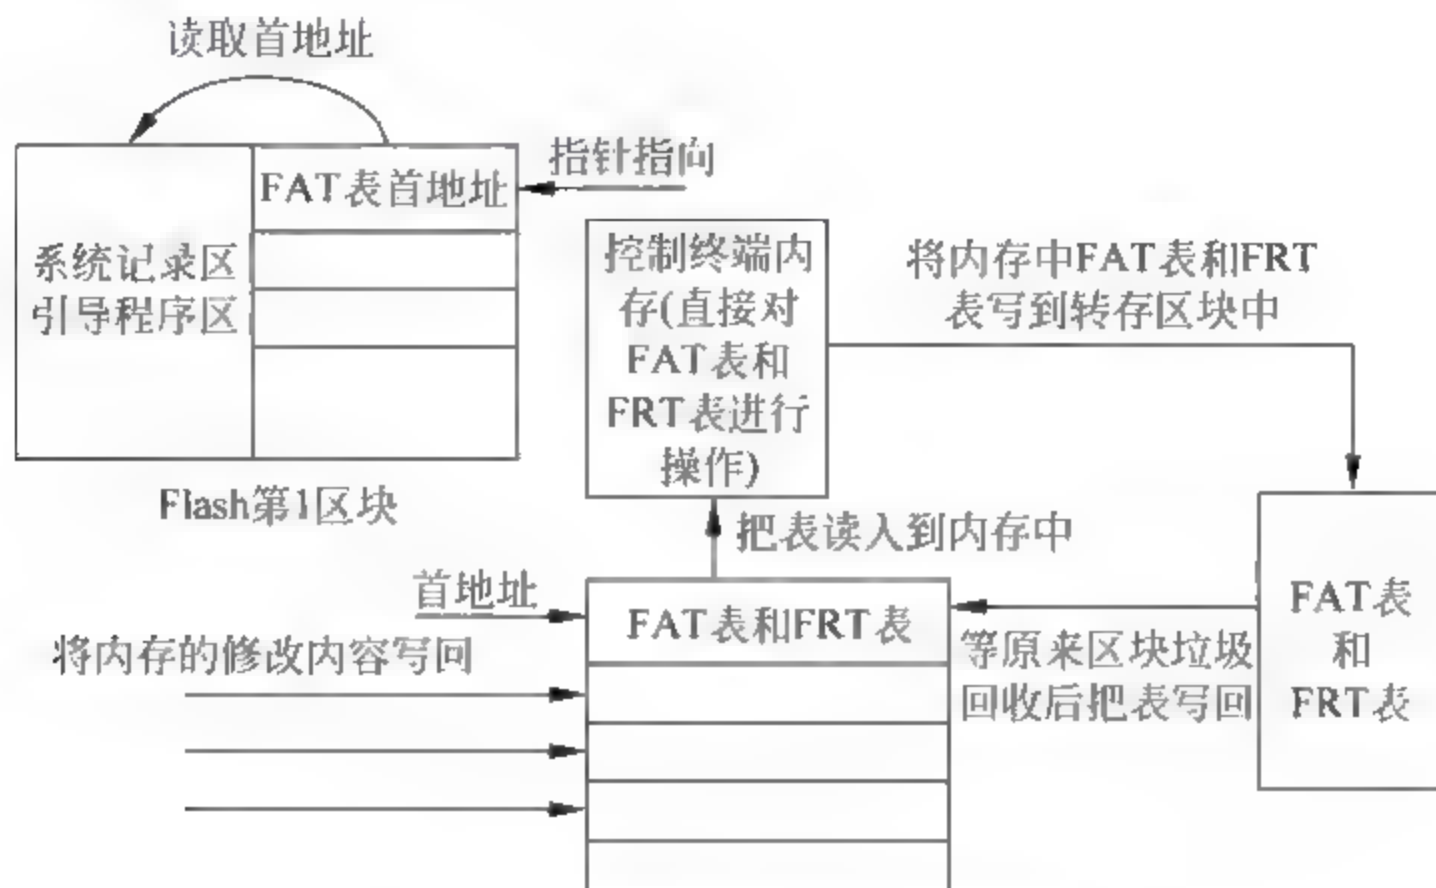 读取首地址
指针指向
FAT表首地址
系统记录区
引导程序区
Flash第1区块
控制终端内
存(直接对
FAT表和
FRT表进行
操作)
将内存中FAT表和FRT
表写到转存区块中
把表读入到内存中
首地址
FAT表和FRT表
将内存的修改内容写回
等原来区块垃圾
回收后把表写回
FAT表
和
FRT表